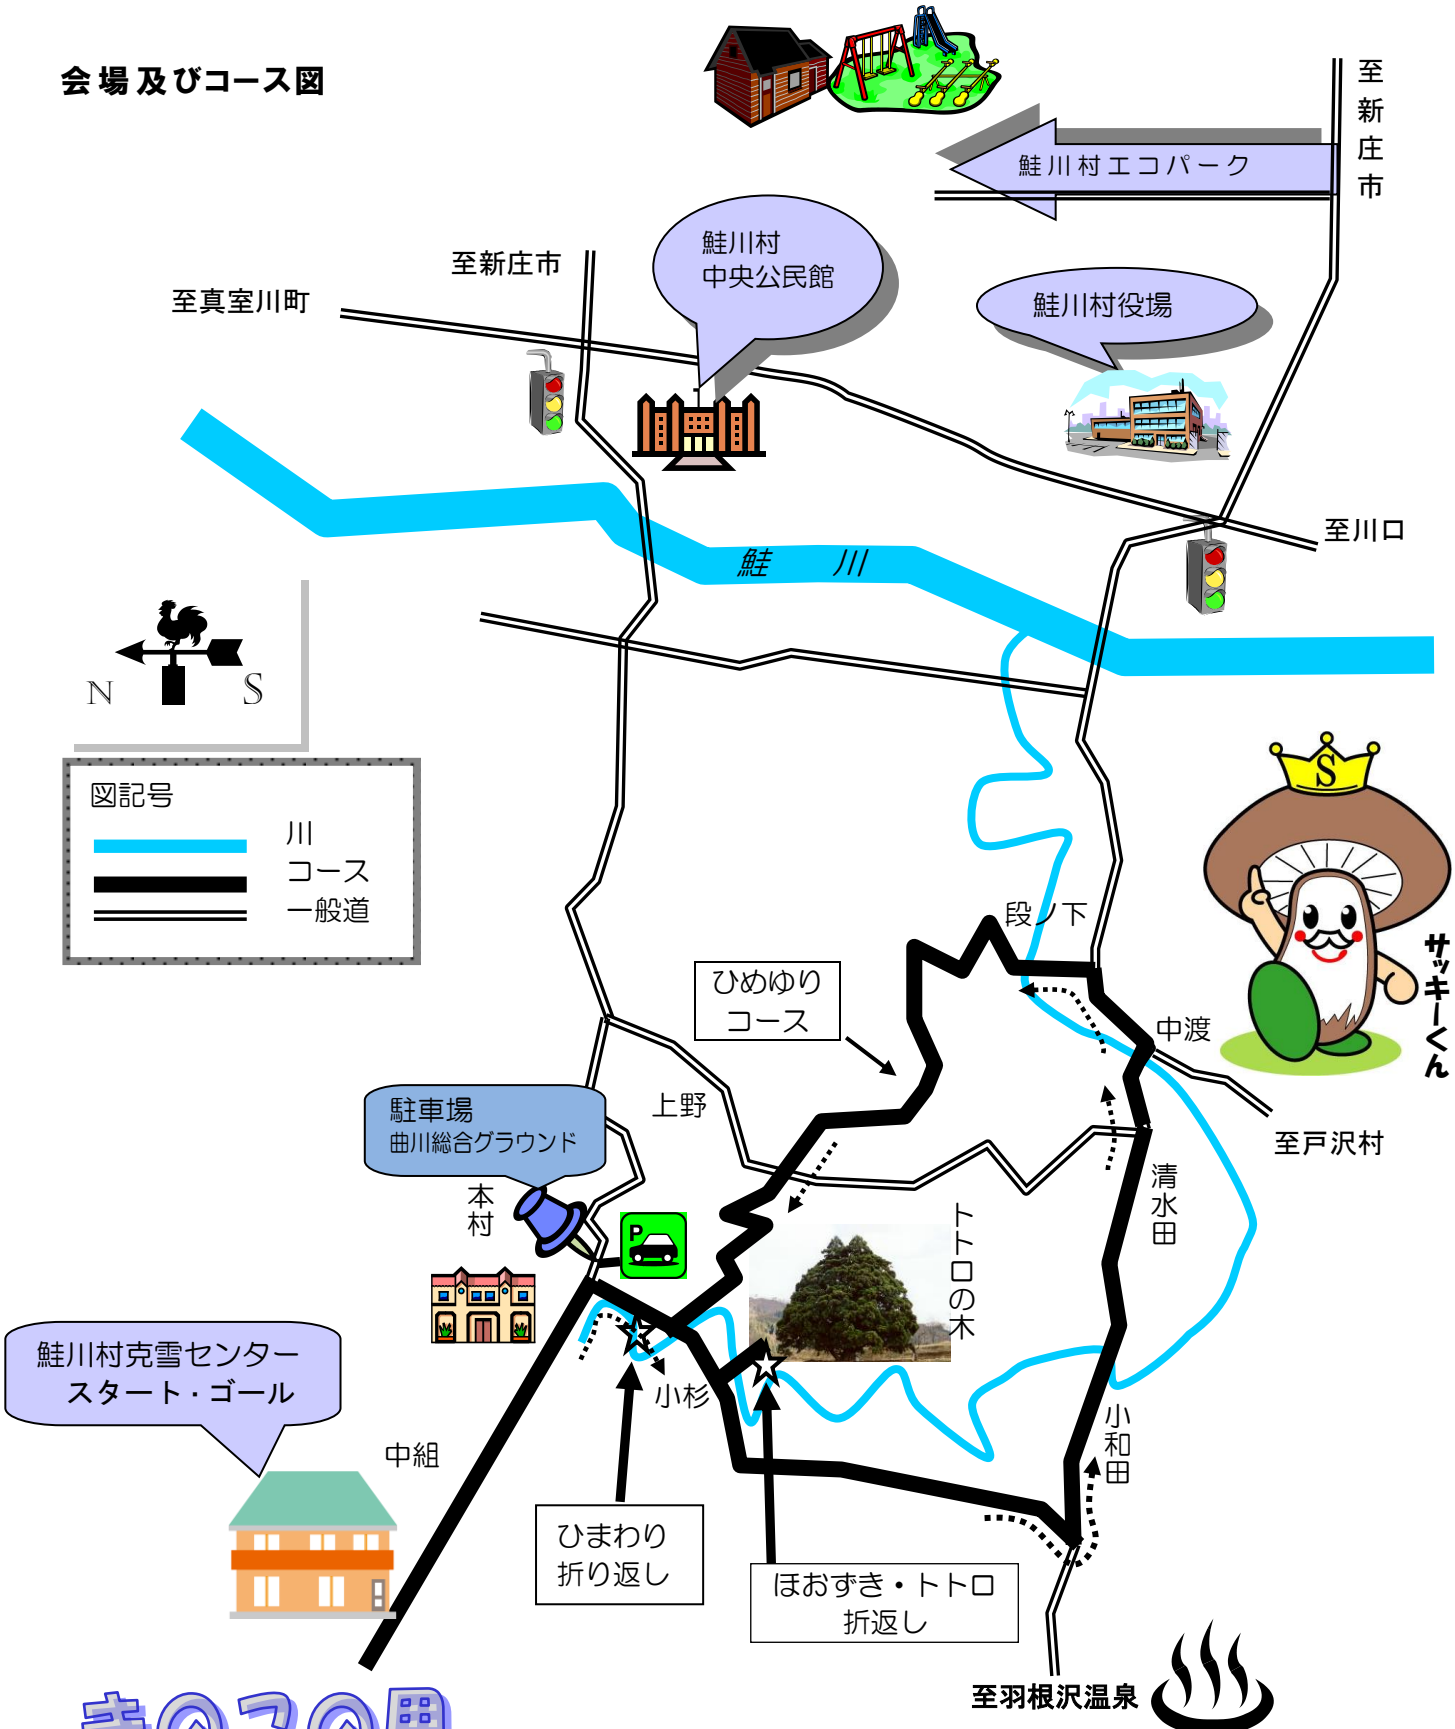 会場及びコース図
至新庄市
鮭川村エコパーク
鮭川村
中央公民館
至新庄市
鮭川村役場
至真室川町
至川口
鮭 川
N S
図記号
川
コース
一般道
S
サッキーくん
段ノ下
ひめゆり
コース
中渡
至戸沢村
上野
駐車場
曲川総合グラウンド
本村
P
清水田
トトロの木
鮭川村克雪センター
スタート・ゴール
小杉
小和田
中組
ひまわり
折り返し
ほおずき・トトロ
折返し
至羽根沢温泉